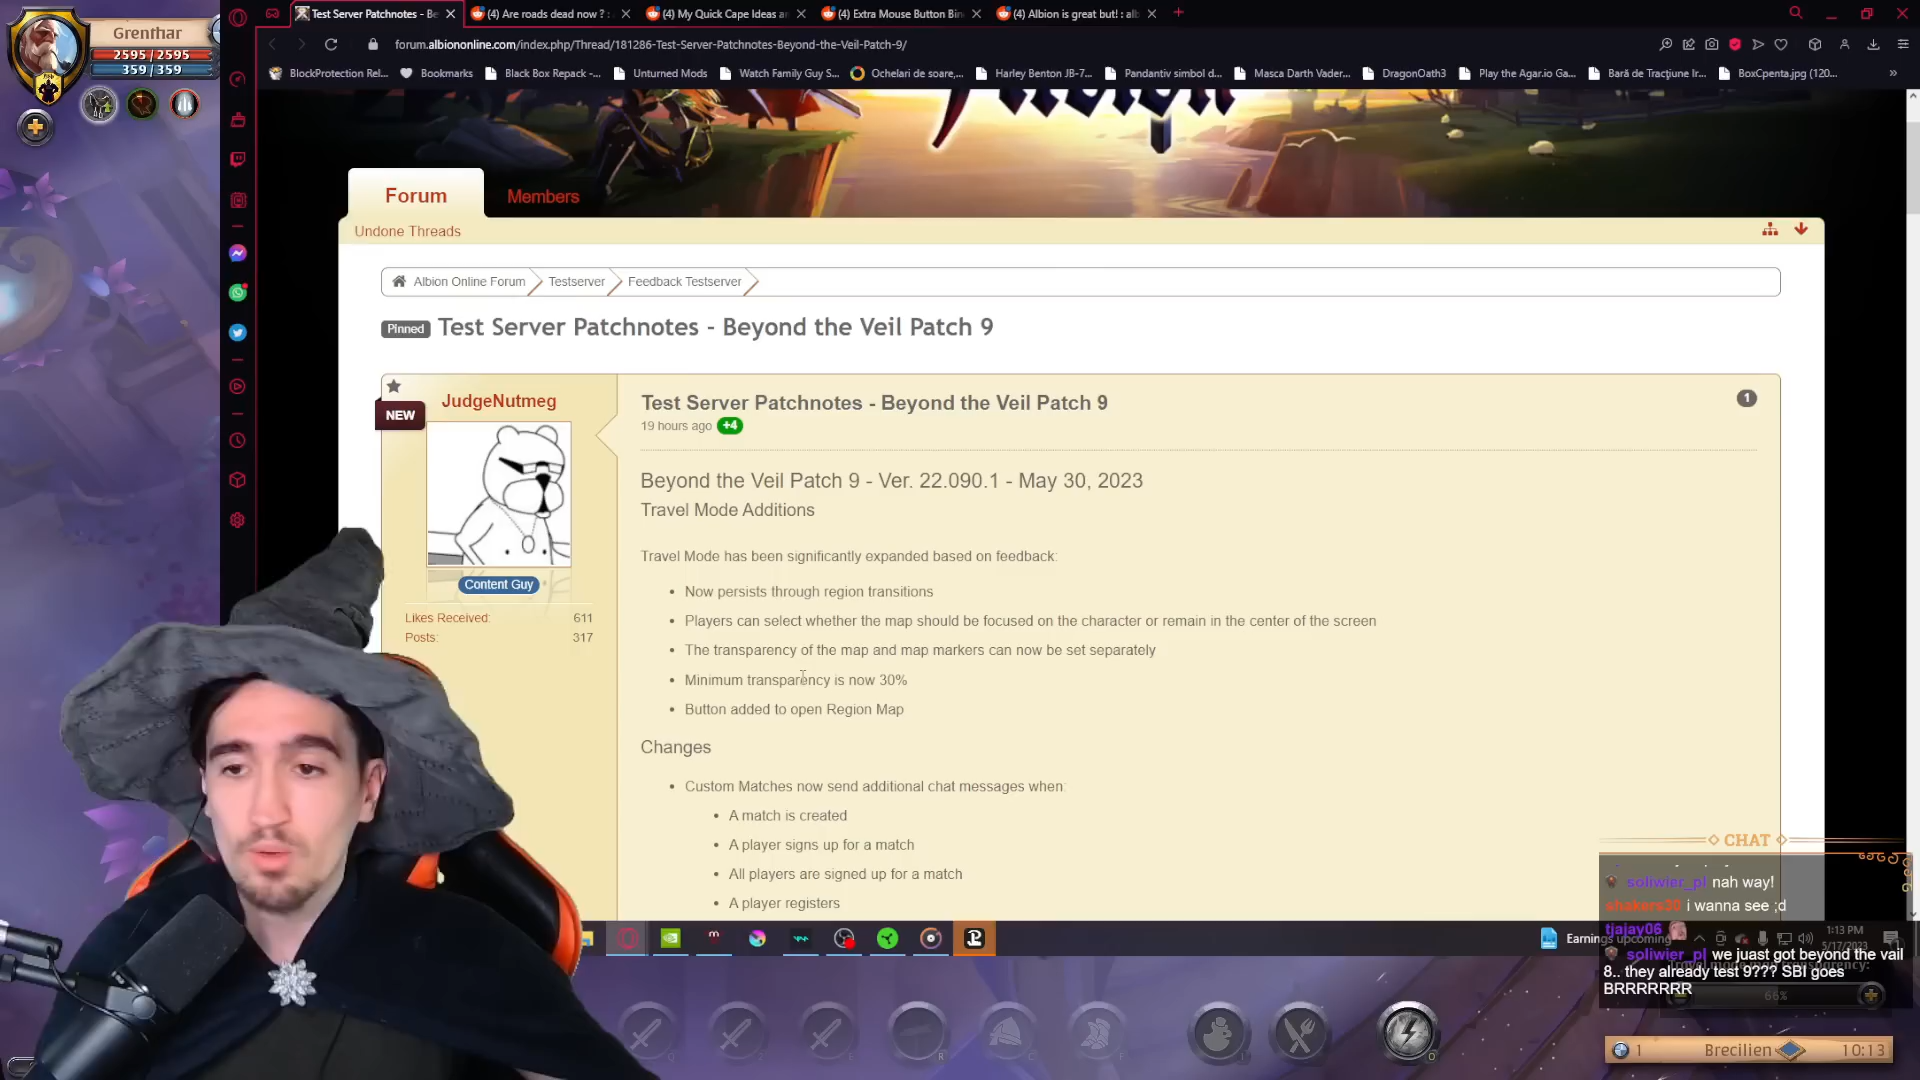 Grenthar
2595/2595
359/359
Test Server Patchnotes - Be
(4) Are roads dead now ? : a
(4) My Quick Cape Ideas an
(4) Extra Mouse Button Bin
(4) Albion is great but! : alb
forum.albiononline.com/index.php/Thread/181286-Test-Server-Patchnotes-Beyond-the-Veil-Patch-9/
BlockProtection Rel...
Bookmarks
Black Box Repack -...
Unturned Mods
Watch Family Guy S...
Ochelari de soare,...
Harley Benton JB-7...
Pandantiv simbol d...
Masca Darth Vader...
DragonOath3
Play the Agar.io Ga...
Bară de Tracțiune Ir...
BoxCpenta.jpg (120...
Albion
Forum
Members
Undone Threads
Albion Online Forum
Testserver
Feedback Testserver
Pinned
Test Server Patchnotes - Beyond the Veil Patch 9
NEW
JudgeNutmeg
Content Guy
Likes Received: 611
Posts: 317
Test Server Patchnotes - Beyond the Veil Patch 9
1
19 hours ago +4
Beyond the Veil Patch 9 - Ver. 22.090.1 - May 30, 2023
Travel Mode Additions
Travel Mode has been significantly expanded based on feedback:
• Now persists through region transitions
• Players can select whether the map should be focused on the character or remain in the center of the screen
• The transparency of the map and map markers can now be set separately
• Minimum transparency is now 30%
• Button added to open Region Map
Changes
• Custom Matches now send additional chat messages when:
• A match is created
• A player signs up for a match
• All players are signed up for a match
• A player registers
CHAT
soliwier_pl nah way!
shakere30 i wanna see ;d
tjajay06
soliwier_pl we juast got beyond the vail
8.. they already test 9??? SBI goes
BRRRRRRR
Earnings upcoming
1:13 PM
5/17/2023
66%
Q
E
R
F
1
Brecilien
10:13